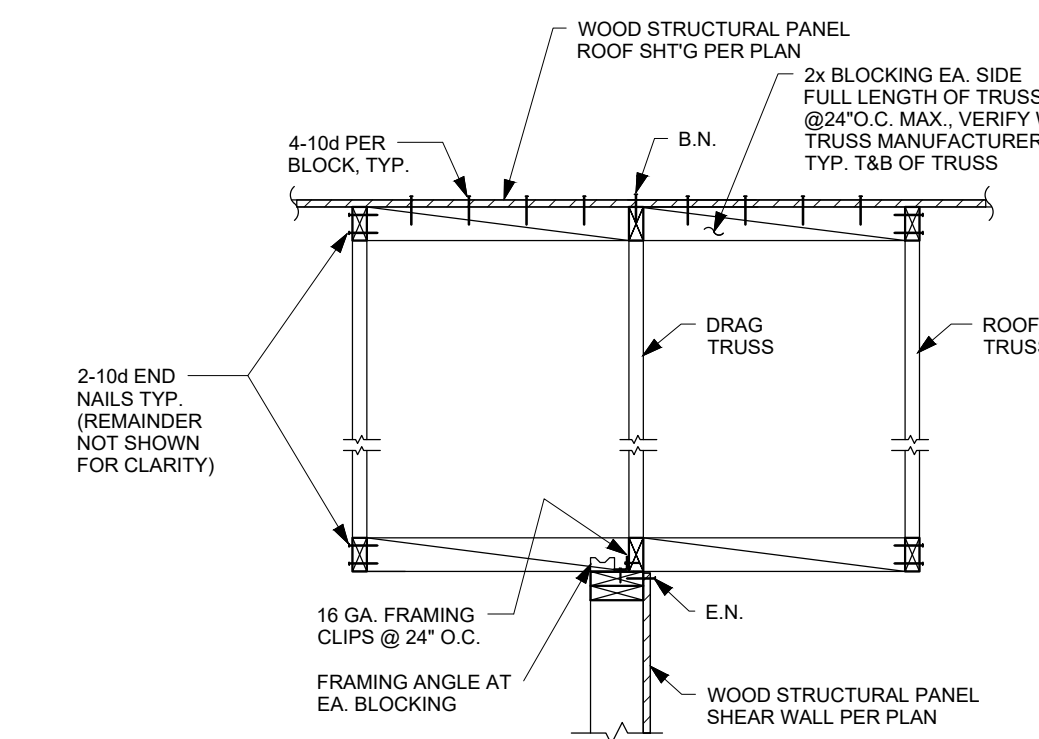 WOOD STRUCTURAL PANEL
ROOF SHT'G PER PLAN
2x BLOCKING EA. SIDE
FULL LENGTH OF TRUSS
@24"O.C. MAX., VERIFY
TRUSS MANUFACTURER
TYP. T&B OF TRUSS
4-10d PER
BLOCK, TYP.
B.N.
DRAG
TRUSS
ROOF
TRUSS
2-10d END
NAILS TYP.
(REMAINDER
NOT SHOWN
FOR CLARITY)
16 GA. FRAMING
CLIPS @ 24" O.C.
E.N.
FRAMING ANGLE AT
EA. BLOCKING
WOOD STRUCTURAL PANEL
SHEAR WALL PER PLAN